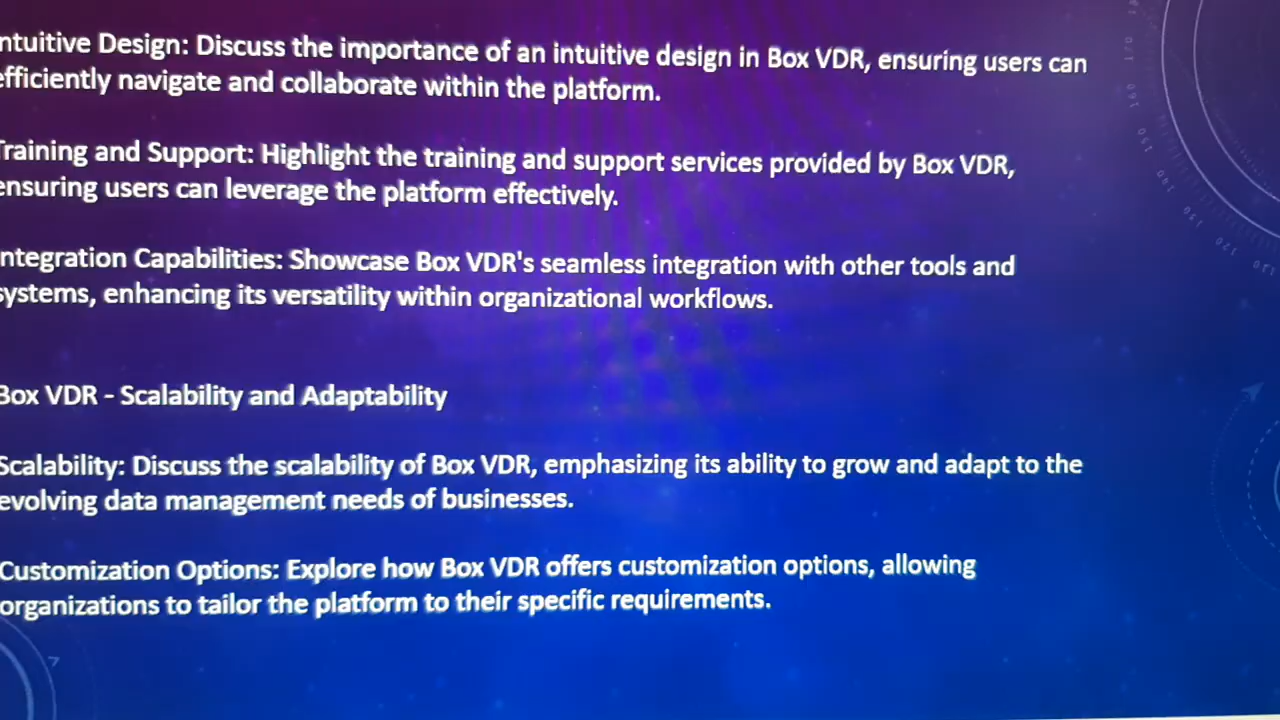 ntuitive Design: Discuss the importance of an intuitive design in Box VDR, ensuring users can
efficiently navigate and collaborate within the platform.
Training and Support: Highlight the training and support services provided by Box VDR,
ensuring users can leverage the platform effectively.
ntegration Capabilities: Showcase Box VDR's seamless integration with other tools and
systems, enhancing its versatility within organizational workflows.
Box VDR - Scalability and Adaptability
Scalability: Discuss the scalability of Box VDR, emphasizing its ability to grow and adapt to the
evolving data management needs of businesses.
Customization Options: Explore how Box VDR offers customization options, allowing
organizations to tailor the platform to their specific requirements.